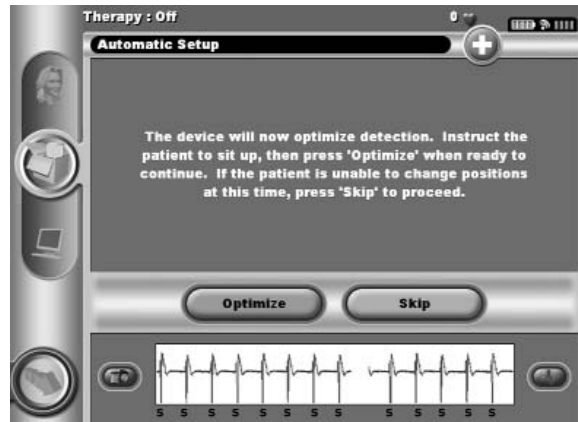 Therapy : Off
0
Automatic Setup
The device will now optimize detection. Instruct the
patient to sit up, then press 'Optimize' when ready to
continue. If the patient is unable to change positions
at this time, press 'Skip' to proceed.
Optimize
Skip
S S S S S S S S S S S S S S